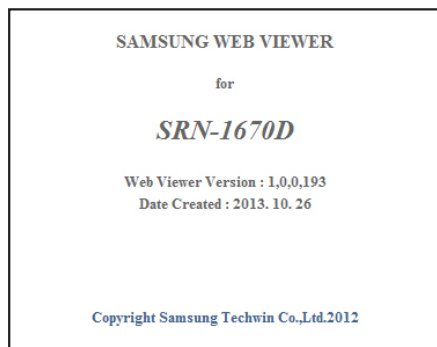 SAMSUNG WEB VIEWER
for
SRN-1670D
Web Viewer Version : 1,0,0,193
Date Created : 2013. 10. 26
Copyright Samsung Techwin Co.,Ltd.2012